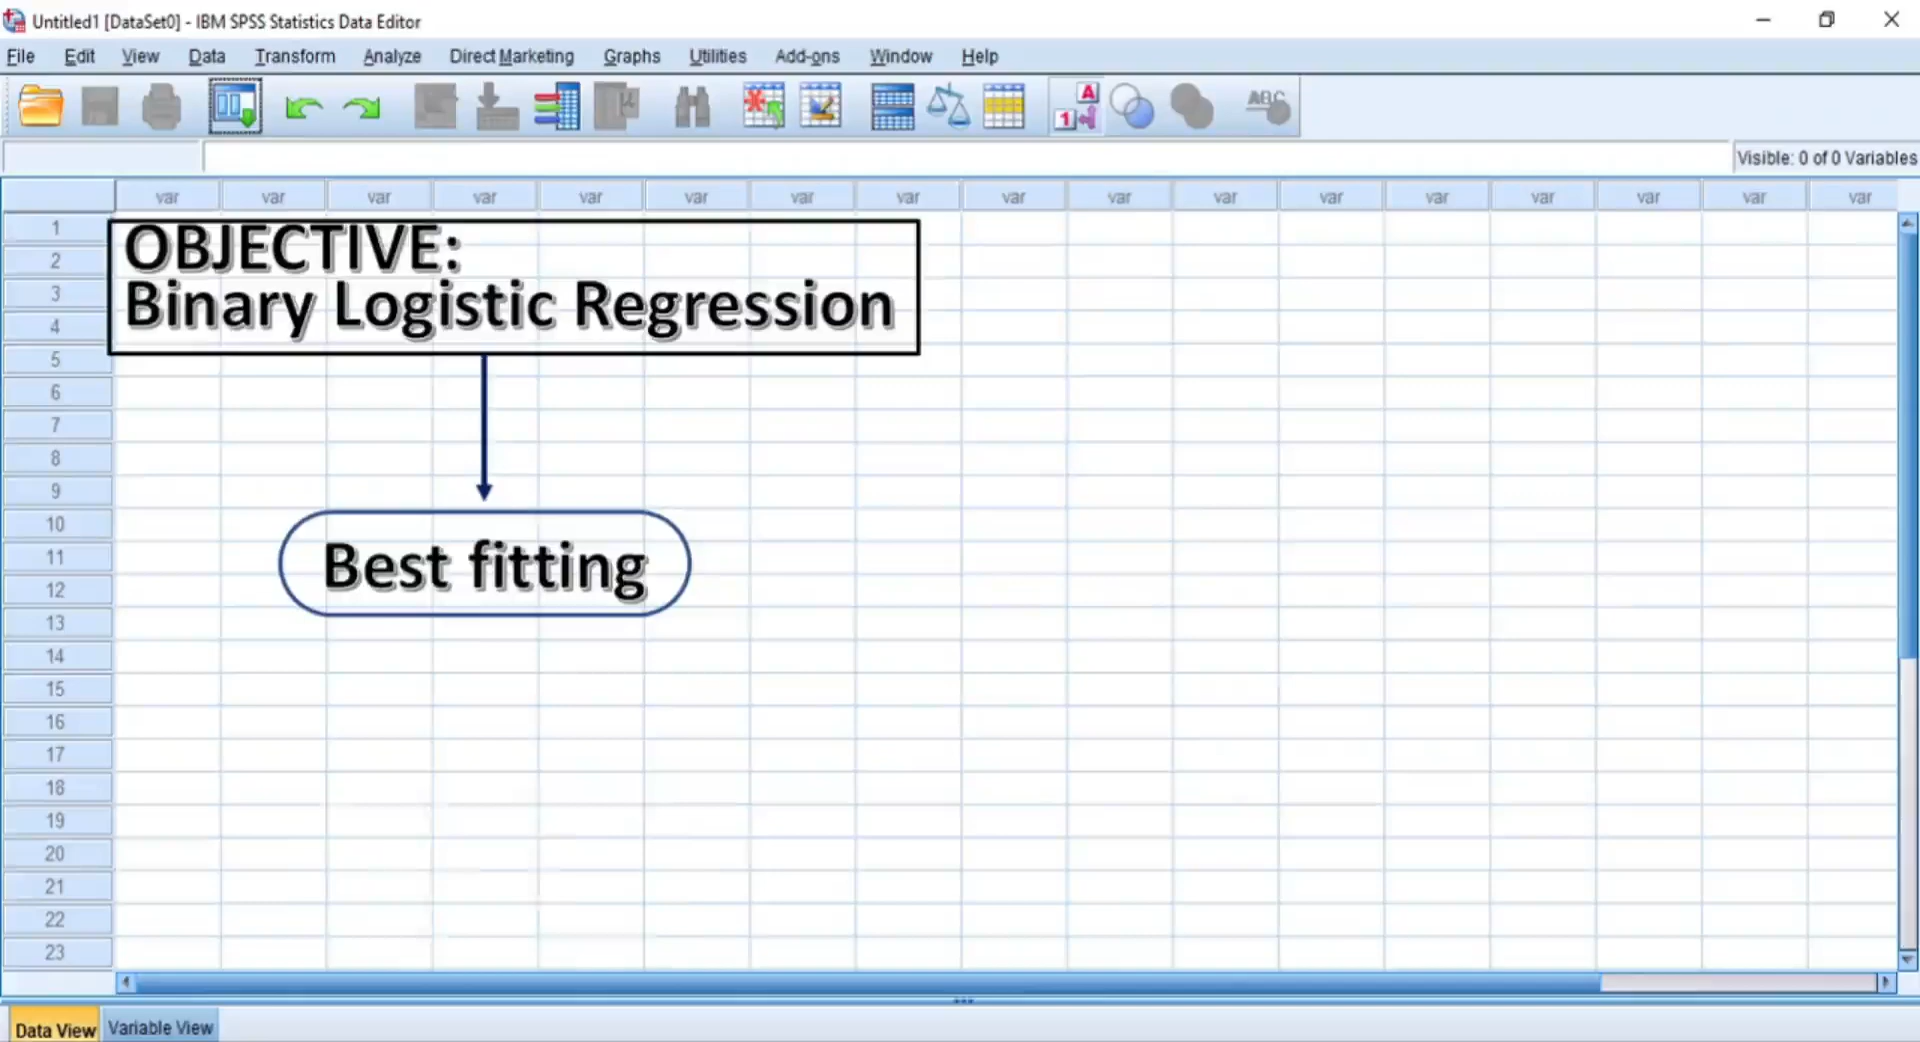 Untitled1 [DataSet0] - IBM SPSS Statistics Data Editor
File Edit View Data Transform Analyze Direct Marketing Graphs Utilities Add-ons Window Help
A
1
ABC
Visible: 0 of 0 Variables
var var var var var var var var var var var var var var var var var
1
2
3
4
5
6
7
8
9
10
11
12
13
14
15
16
17
18
19
20
21
22
23
OBJECTIVE:
Binary Logistic Regression
Best fitting
Data View Variable View